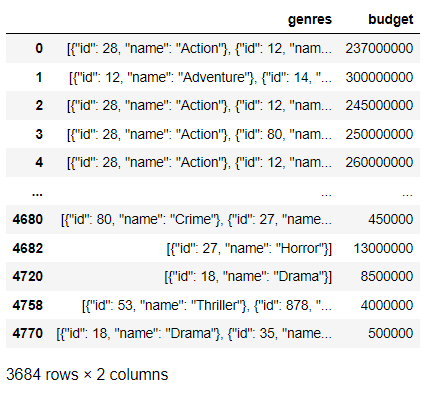 genres budget
0 [{"id": 28, "name": "Action"}, {"id": 12, "nam... 237000000
1 [{"id": 12, "name": "Adventure"}, {"id": 14, "... 300000000
2 [{"id": 28, "name": "Action"}, {"id": 12, "nam... 245000000
3 [{"id": 28, "name": "Action"}, {"id": 80, "nam... 250000000
4 [{"id": 28, "name": "Action"}, {"id": 12, "nam... 260000000
... ... ...
4680 [{"id": 80, "name": "Crime"}, {"id": 27, "name... 450000
4682 [{"id": 27, "name": "Horror"}] 13000000
4720 [{"id": 18, "name": "Drama"}] 8500000
4758 [{"id": 53, "name": "Thriller"}, {"id": 878, "... 4000000
4770 [{"id": 18, "name": "Drama"}, {"id": 35, "name... 500000
3684 rows × 2 columns